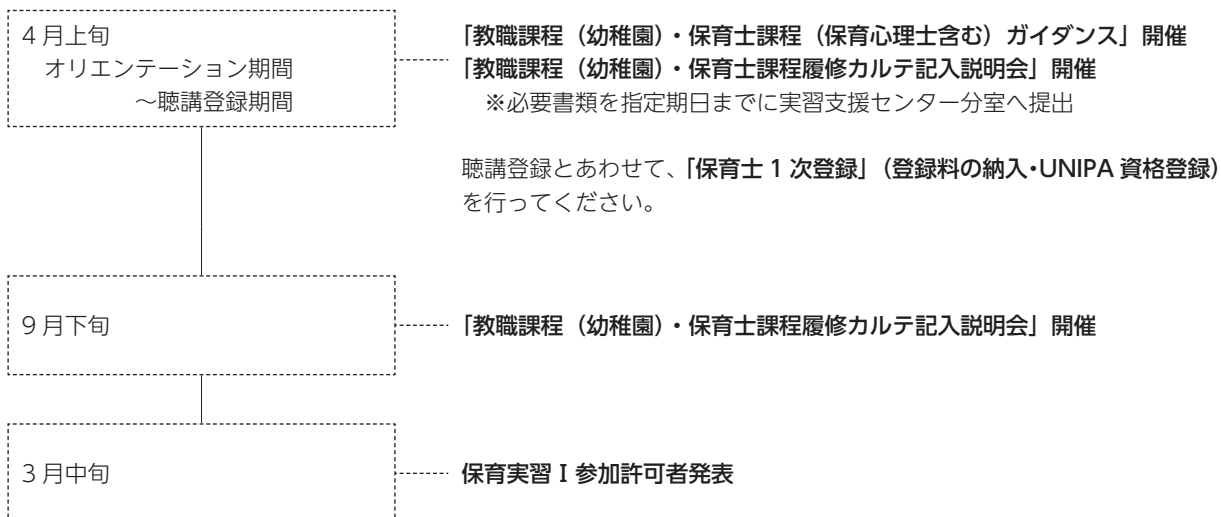 4月上旬
オリエンテーション期間
～聴講登録期間
「教職課程（幼稚園）・保育士課程（保育心理士含む）ガイダンス」開催
「教職課程（幼稚園）・保育士課程履修カルテ記入説明会」開催
※必要書類を指定期日までに実習支援センター分室へ提出
聴講登録とあわせて、「保育士1次登録」（登録料の納入・UNIPA 資格登録）
を行ってください。
9月下旬
「教職課程（幼稚園）・保育士課程履修カルテ記入説明会」開催
3月中旬
保育実習Ⅰ参加許可者発表